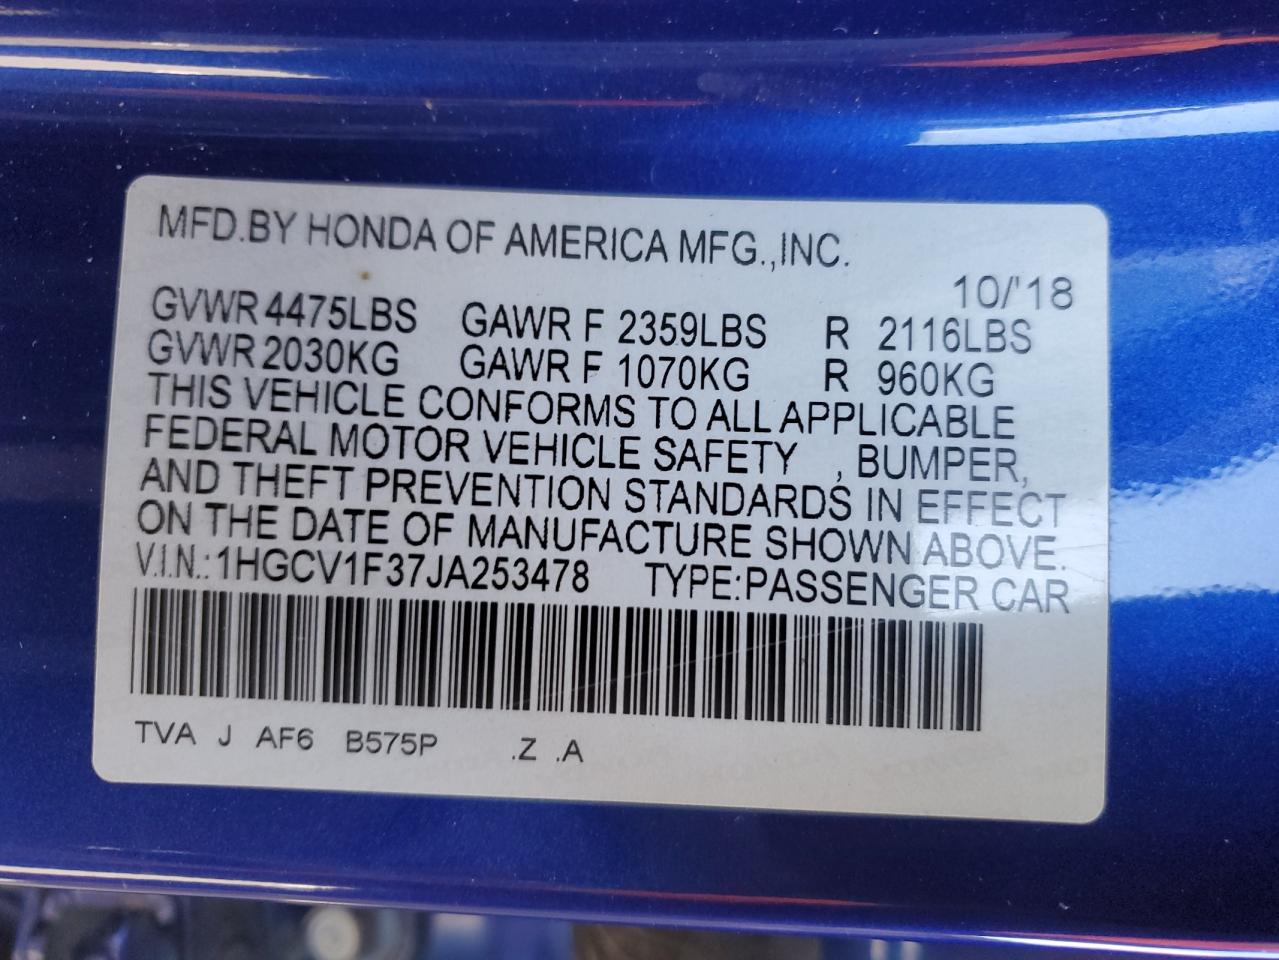 MFD.BY HONDA OF AMERICA MFG.,INC.
10/'18
GVWR 4475LBS GAWR F 2359LBS R 2116LBS
GVWR 2030KG GAWR F 1070KG R 960KG
THIS VEHICLE CONFORMS TO ALL APPLICABLE
FEDERAL MOTOR VEHICLE SAFETY , BUMPER,
AND THEFT PREVENTION STANDARDS IN EFFECT
ON THE DATE OF MANUFACTURE SHOWN ABOVE.
V.I.N.: 1HGCV1F37JA253478 TYPE:PASSENGER CAR
TVA J AF6 B575P .Z .A